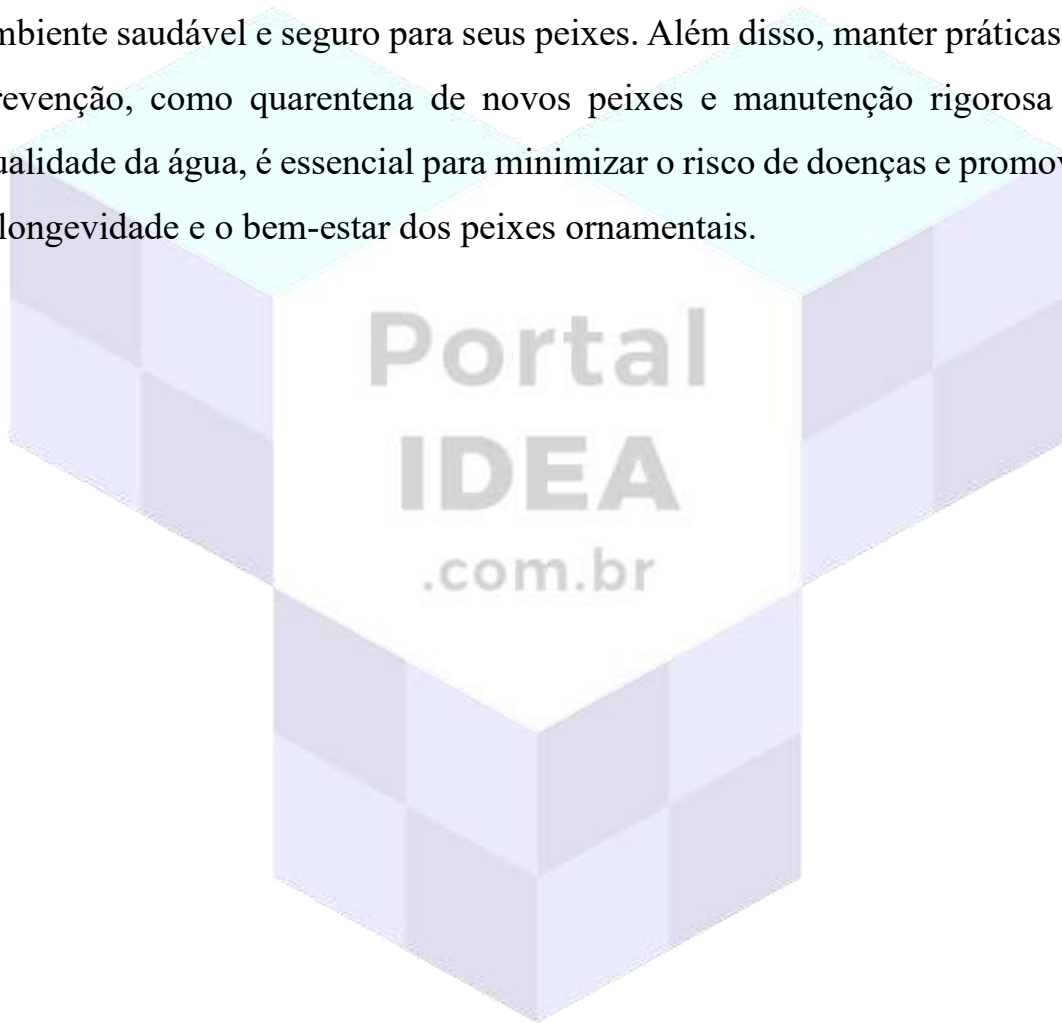 mbiente saudável e seguro para seus peixes. Além disso, manter práticas
revenção, como quarentena de novos peixes e manutenção rigorosa
ualidade da água, é essencial para minimizar o risco de doenças e promov
longevidade e o bem-estar dos peixes ornamentais.
Portal
IDEA
.com.br